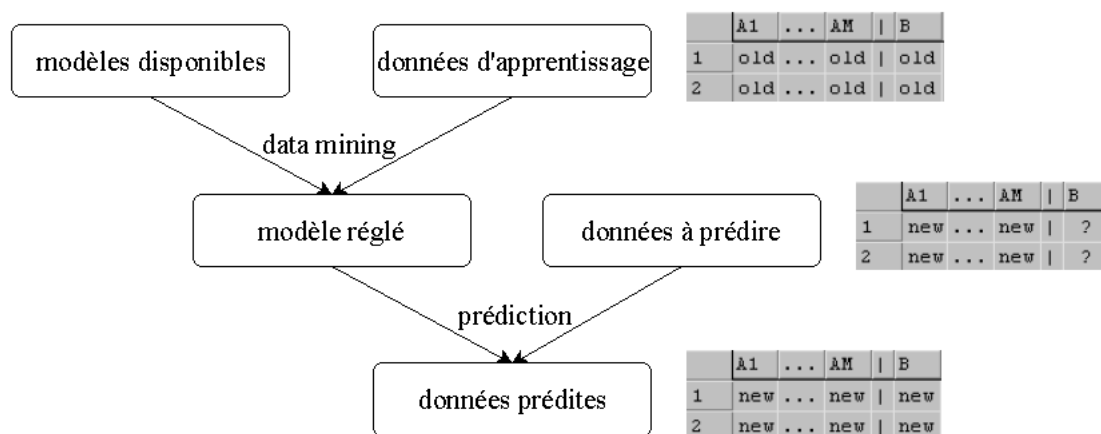 modèles disponibles
données d'apprentissage
A1 ... AM | B
1 old ... old | old
2 old ... old | old
data mining
modèle réglé
données à prédire
A1 ... AM | B
1 new ... new | ?
2 new ... new | ?
prédiction
données prédites
A1 ... AM | B
1 new ... new | new
2 new ... new | new